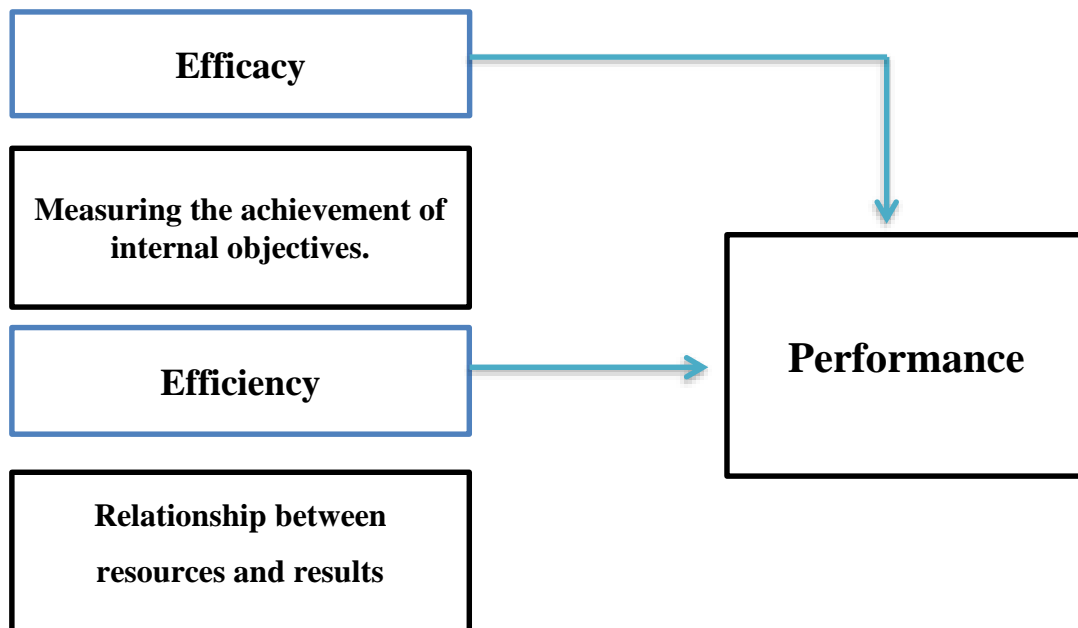 Efficacy
Measuring the achievement of
internal objectives.
Efficiency
Performance
Relationship between
resources and results